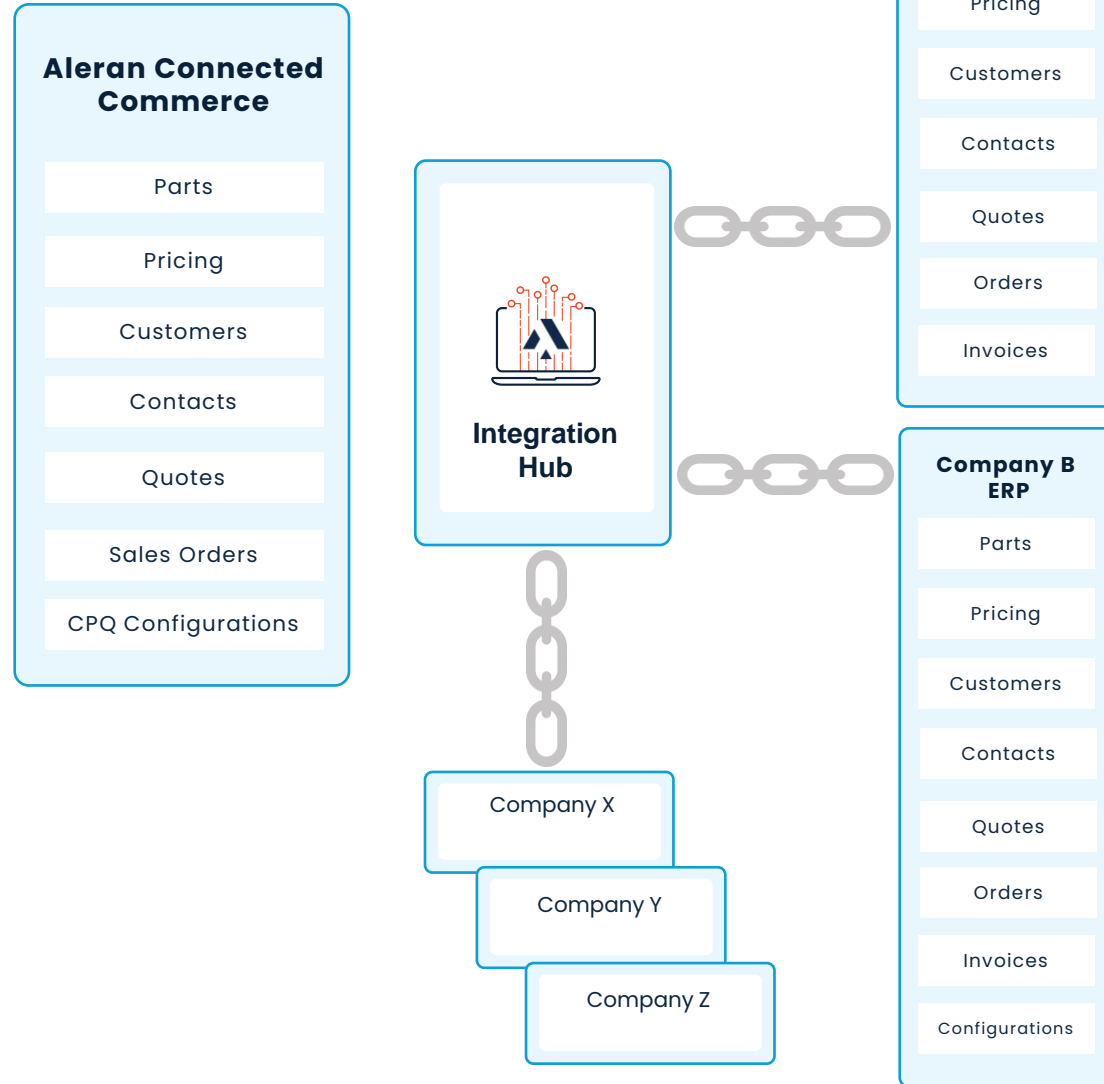 Aleran Connected
Commerce
Parts
Pricing
Customers
Contacts
Quotes
Sales Orders
CPQ Configurations
Integration
Hub
Company X
Company Y
Company Z
Pricing
Customers
Contacts
Quotes
Orders
Invoices
Company B
ERP
Parts
Pricing
Customers
Contacts
Quotes
Orders
Invoices
Configurations